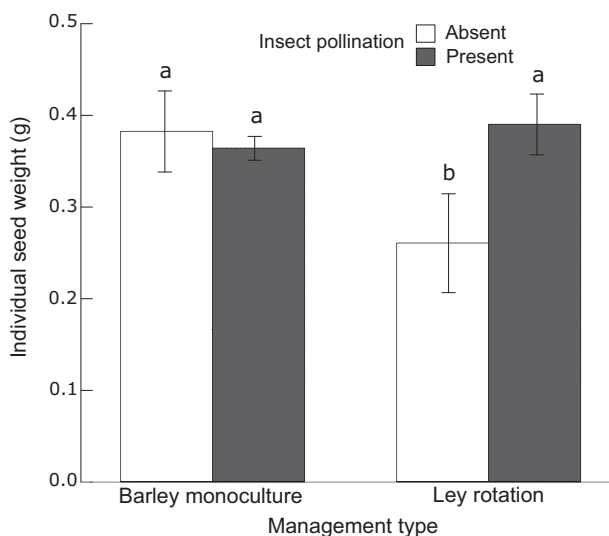 Insect pollination
Absent
Present
Individual seed weight (g)
0.5
0.4
0.3
0.2
0.1
0.0
a
a
b
a
Barley monoculture
Ley rotation
Management type